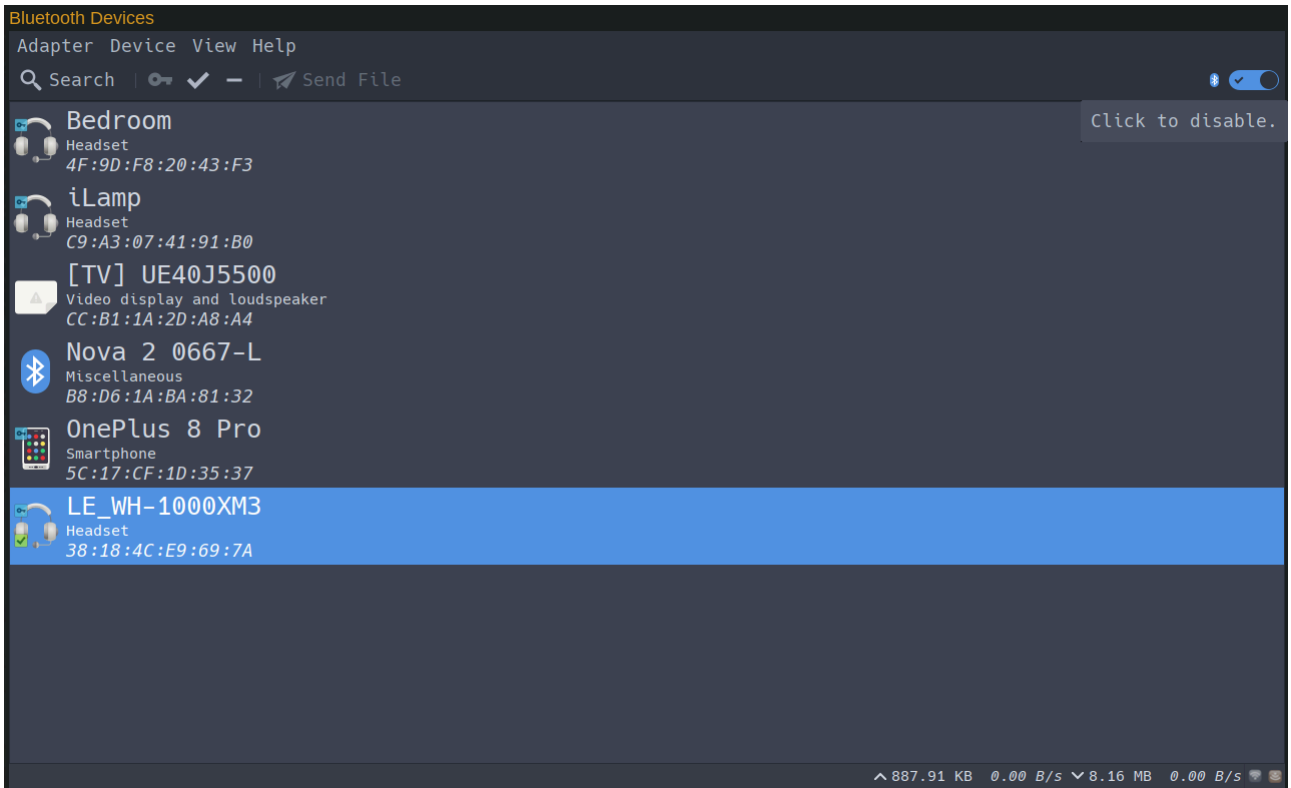 Bluetooth Devices
Adapter Device View Help
Search Send File
Click to disable.
Bedroom
Headset
4F:9D:F8:20:43:F3
iLamp
Headset
C9:A3:07:41:91:B0
[TV] UE40J5500
Video display and loudspeaker
CC:B1:1A:2D:A8:A4
Nova 2 0667-L
Miscellaneous
B8:D6:1A:BA:81:32
OnePlus 8 Pro
Smartphone
5C:17:CF:1D:35:37
LE_WH-1000XM3
Headset
38:18:4C:E9:69:7A
887.91 KB 0.00 B/s 8.16 MB 0.00 B/s